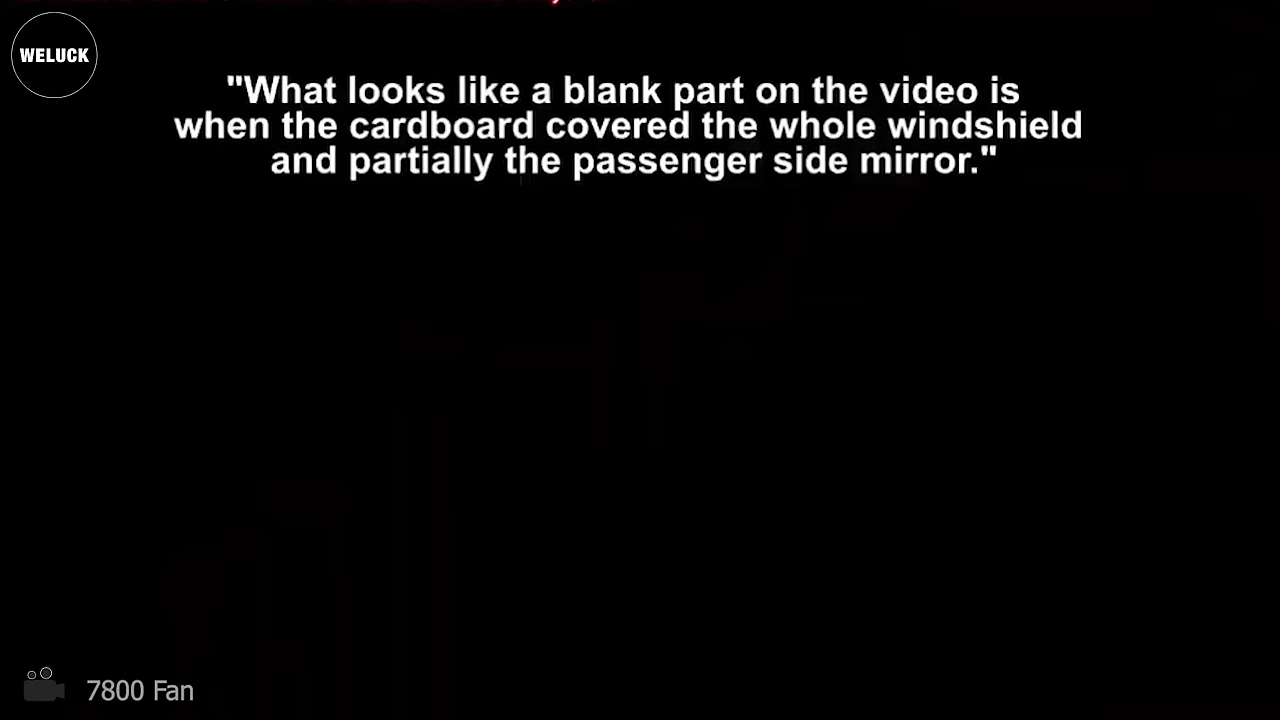 WELUCK
"What looks like a blank part on the video is
when the cardboard covered the whole windshield
and partially the passenger side mirror."
7800 Fan